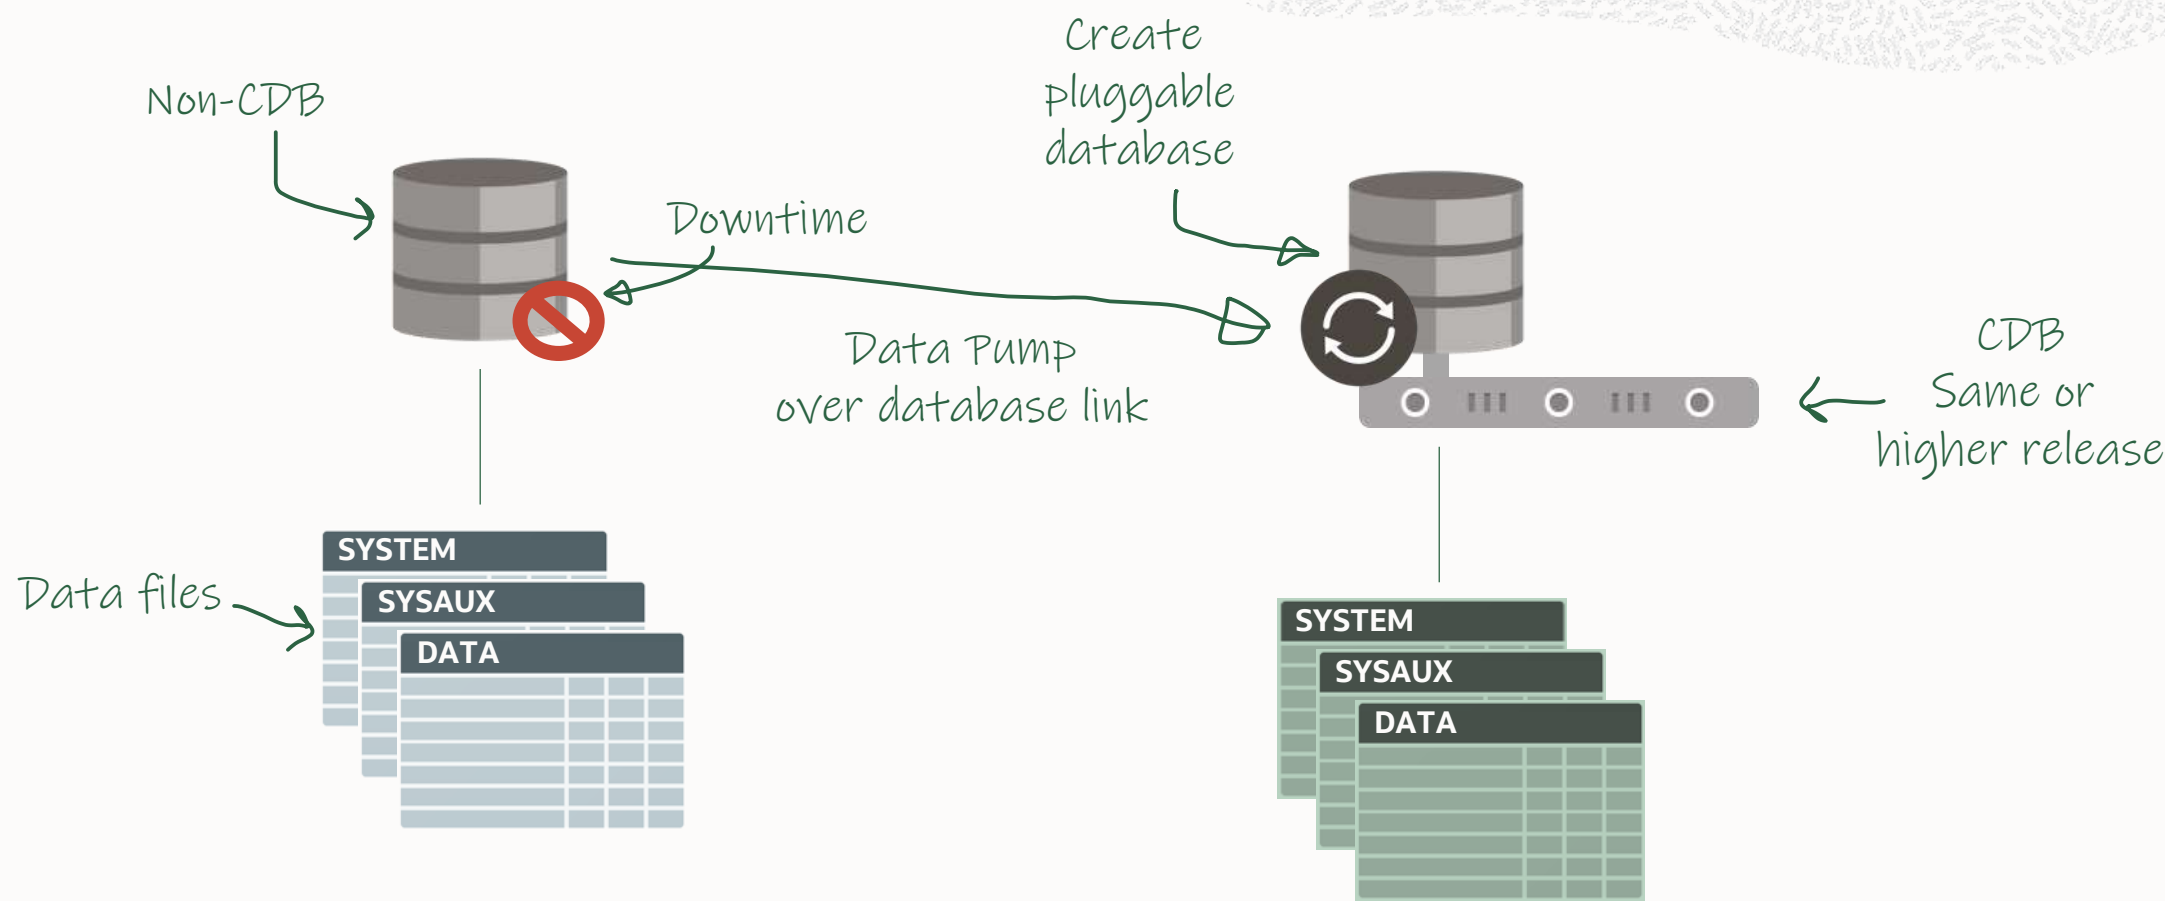 Non-CDB
Downtime
Create
pluggable
database
Data Pump
over database link
CDB
Same or
higher release
Data files
SYSTEM
SYSAUX
DATA
SYSTEM
SYSAUX
DATA